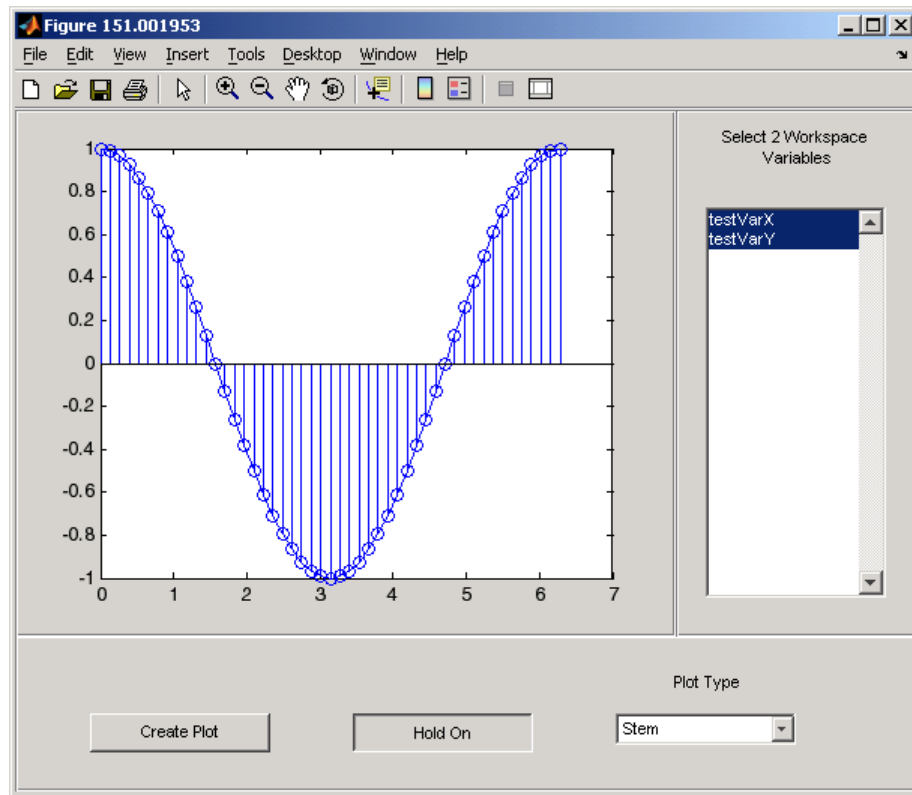 Figure 151.001953
File Edit View Insert Tools Desktop Window Help
Select 2 Workspace
Variables
testVarX
testVarY
1
0.8
0.6
0.4
0.2
0
-0.2
-0.4
-0.6
-0.8
-1
0 1 2 3 4 5 6 7
Plot Type
Create Plot
Hold On
Stem